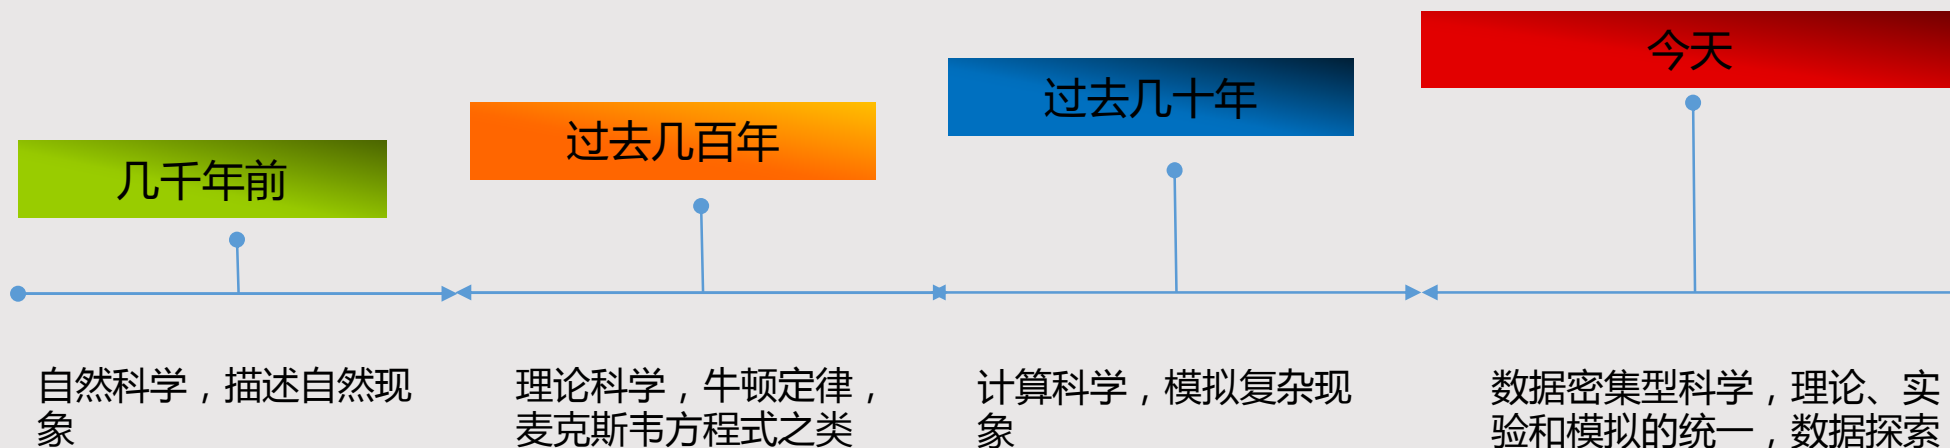 几千年前
过去几百年
过去几十年
今天
自然科学，描述自然现
象
理论科学，牛顿定律，
麦克斯韦方程式之类
计算科学，模拟复杂现
象
数据密集型科学，理论、实
验和模拟的统一，数据探索